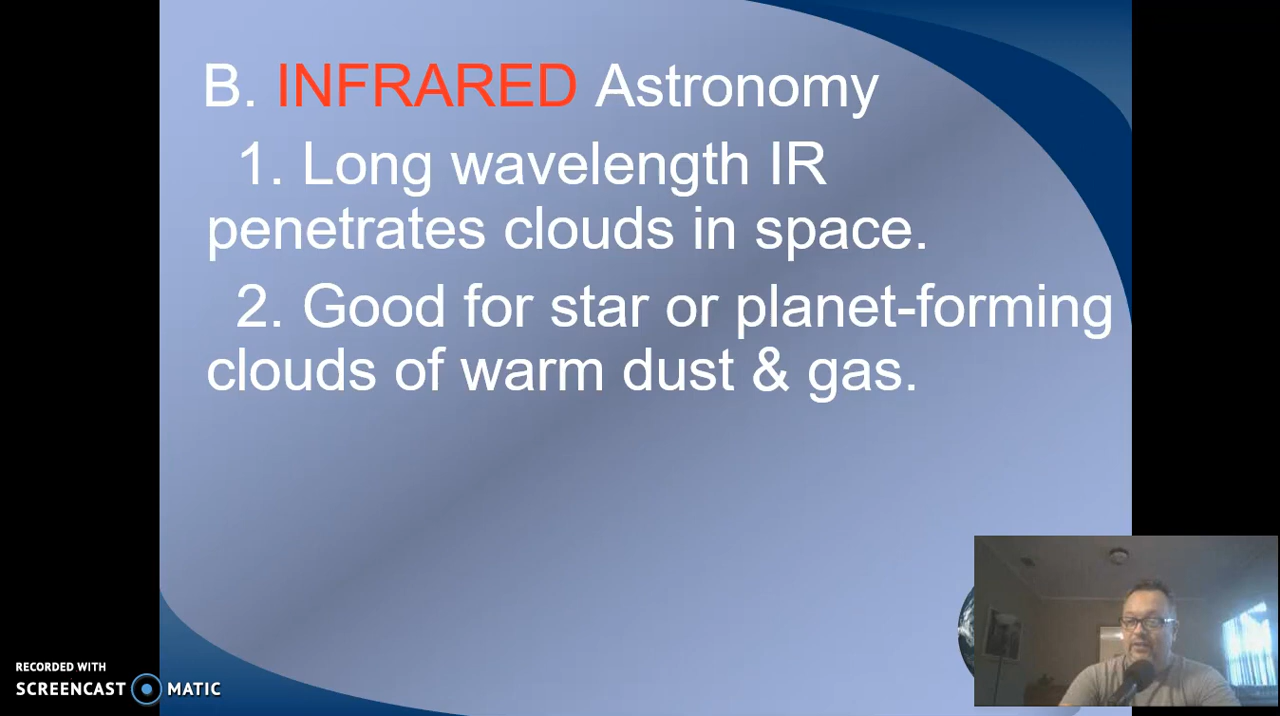 B. INFRARED Astronomy
1. Long wavelength IR
penetrates clouds in space.
2. Good for star or planet-forming
clouds of warm dust & gas.
RECORDED WITH
SCREENCAST MATIC